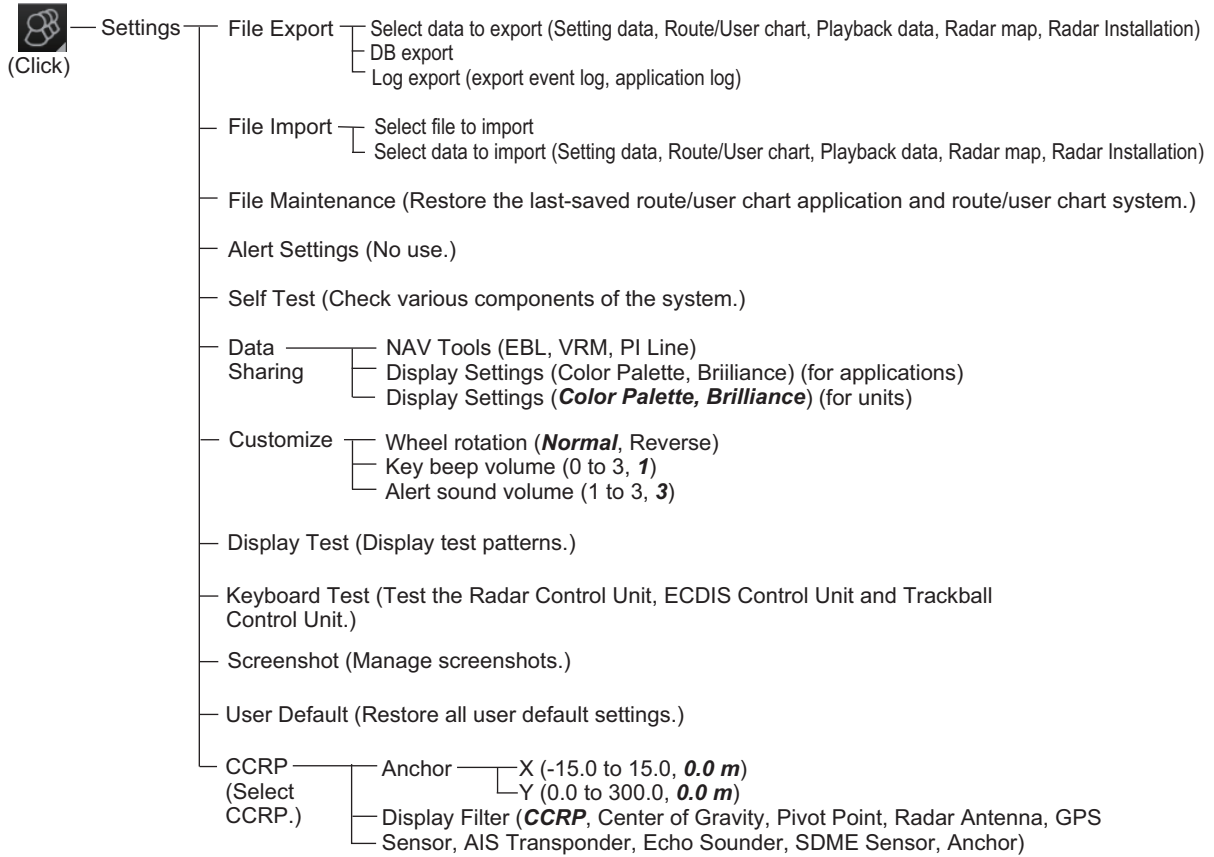 Settings
(Click)
File Export
Select data to export (Setting data, Route/User chart, Playback data, Radar map, Radar Installation)
DB export
Log export (export event log, application log)
File Import
Select file to import
Select data to import (Setting data, Route/User chart, Playback data, Radar map, Radar Installation)
File Maintenance (Restore the last-saved route/user chart application and route/user chart system.)
Alert Settings (No use.)
Self Test (Check various components of the system.)
Data
Sharing
NAV Tools (EBL, VRM, PI Line)
Display Settings (Color Palette, Briiliance) (for applications)
Display Settings (Color Palette, Brilliance) (for units)
Customize
Wheel rotation (Normal, Reverse)
Key beep volume (0 to 3, 1)
Alert sound volume (1 to 3, 3)
Display Test (Display test patterns.)
Keyboard Test (Test the Radar Control Unit, ECDIS Control Unit and Trackball
Control Unit.)
Screenshot (Manage screenshots.)
User Default (Restore all user default settings.)
CCRP
(Select
CCRP.)
Anchor
X (-15.0 to 15.0, 0.0 m)
Y (0.0 to 300.0, 0.0 m)
Display Filter (CCRP, Center of Gravity, Pivot Point, Radar Antenna, GPS
Sensor, AIS Transponder, Echo Sounder, SDME Sensor, Anchor)